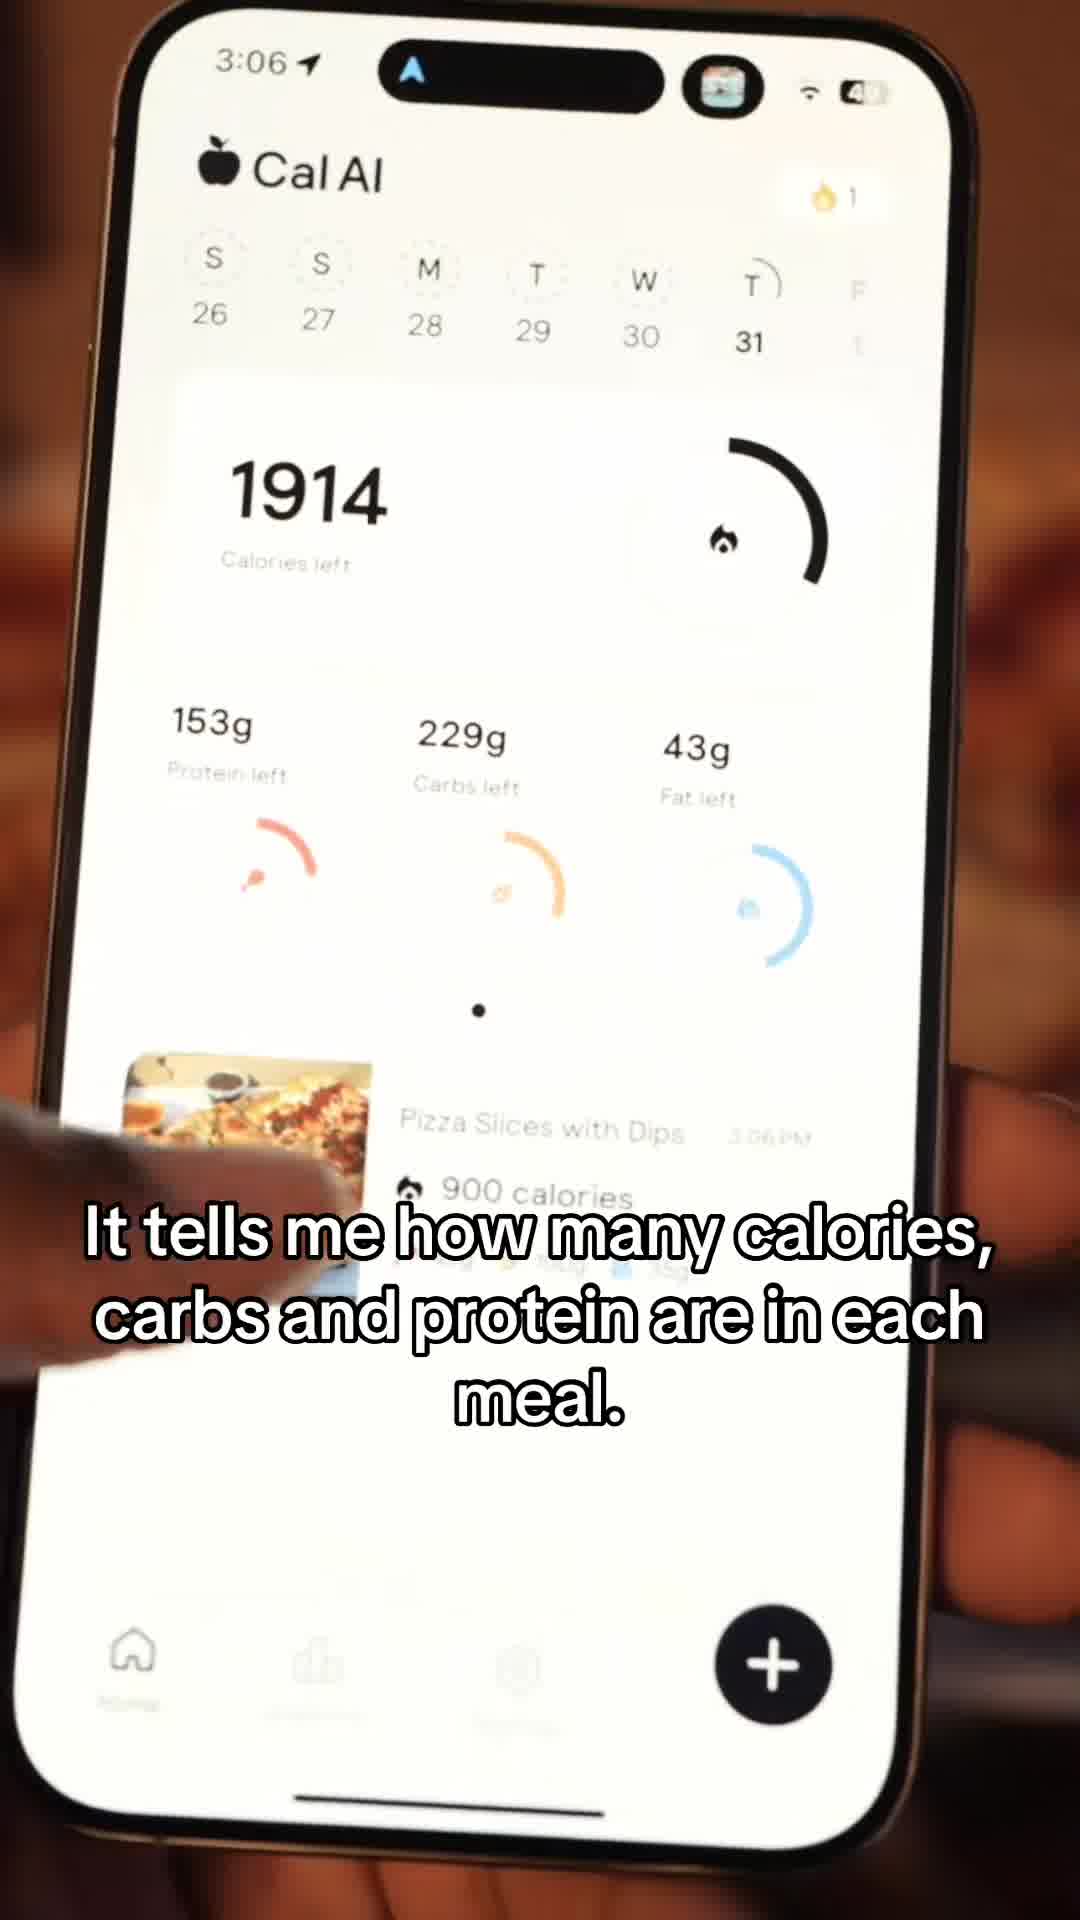 3:06
Cal AI
1
S S M T W T F
26 27 28 29 30 31
1914
Calories left
153g 229g 43g
Protein left Carbs left Fat left
Pizza Slices with Dips 3:06 PM
900 calories
It tells me how many calories,
carbs and protein are in each
meal.
Home